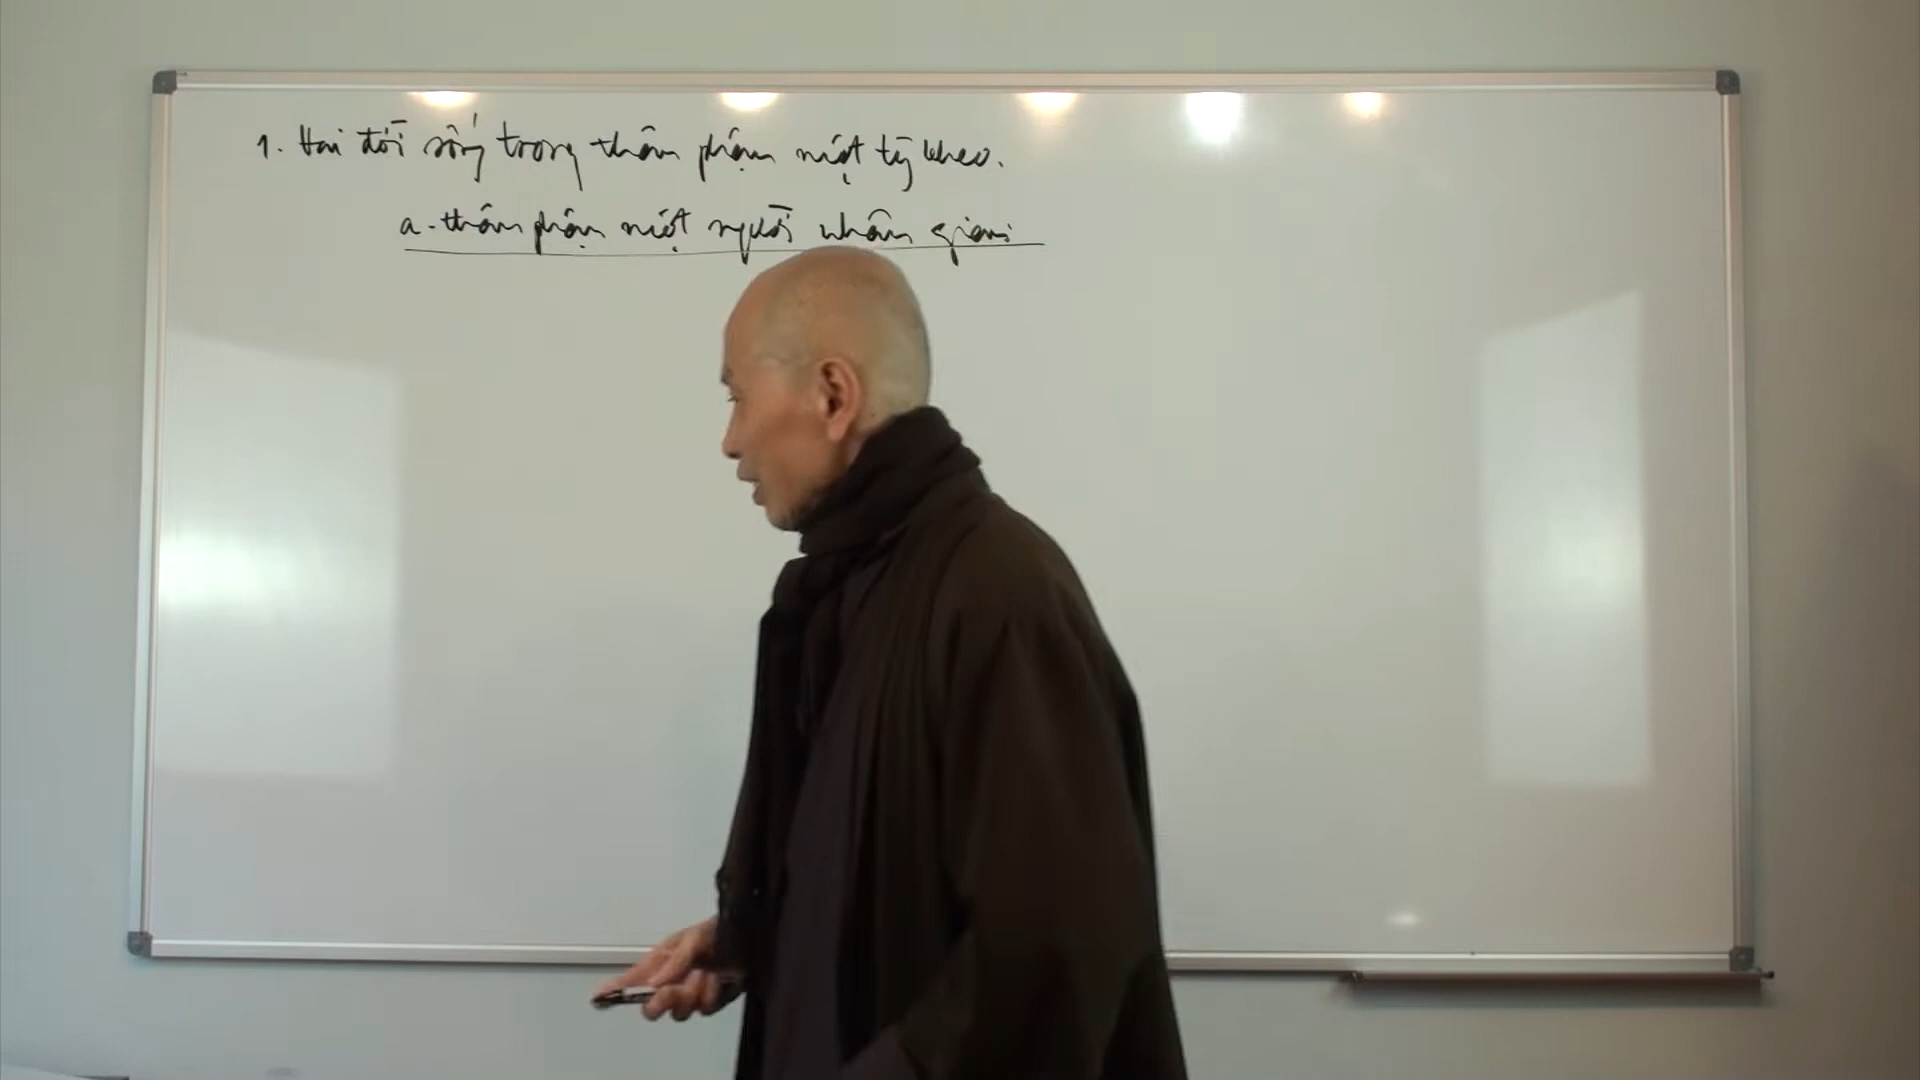 1. Hai đời sống trong thân phận một tỳ kheo.
a. thân phận một người nhân gian